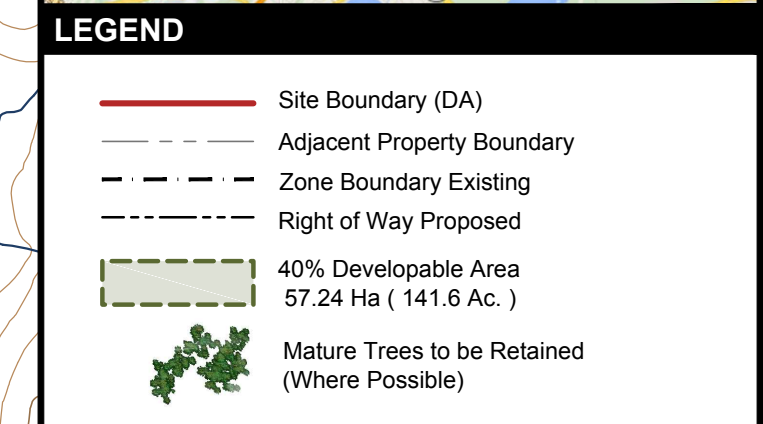 LEGEND
Site Boundary (DA)
Adjacent Property Boundary
Zone Boundary Existing
Right of Way Proposed
40% Developable Area
57.24 Ha ( 141.6 Ac. )
Mature Trees to be Retained
(Where Possible)